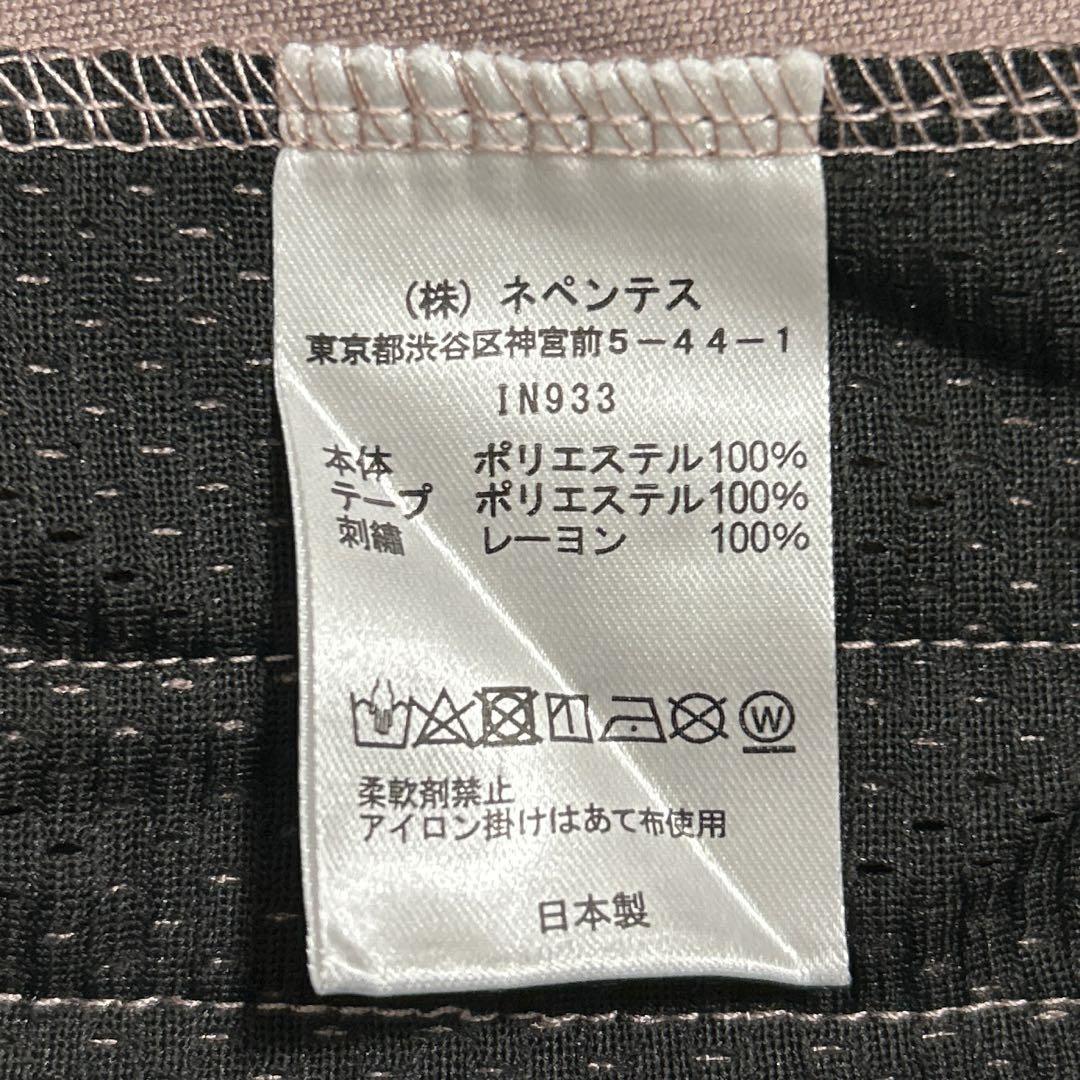 (株) ネペンテス
東京都渋谷区神宮前5-44-1
IN933
本体 ポリエステル100%
テープ ポリエステル100%
刺繡 レーヨン 100%
W
柔軟剤禁止
アイロン掛けはあて布使用
日本製